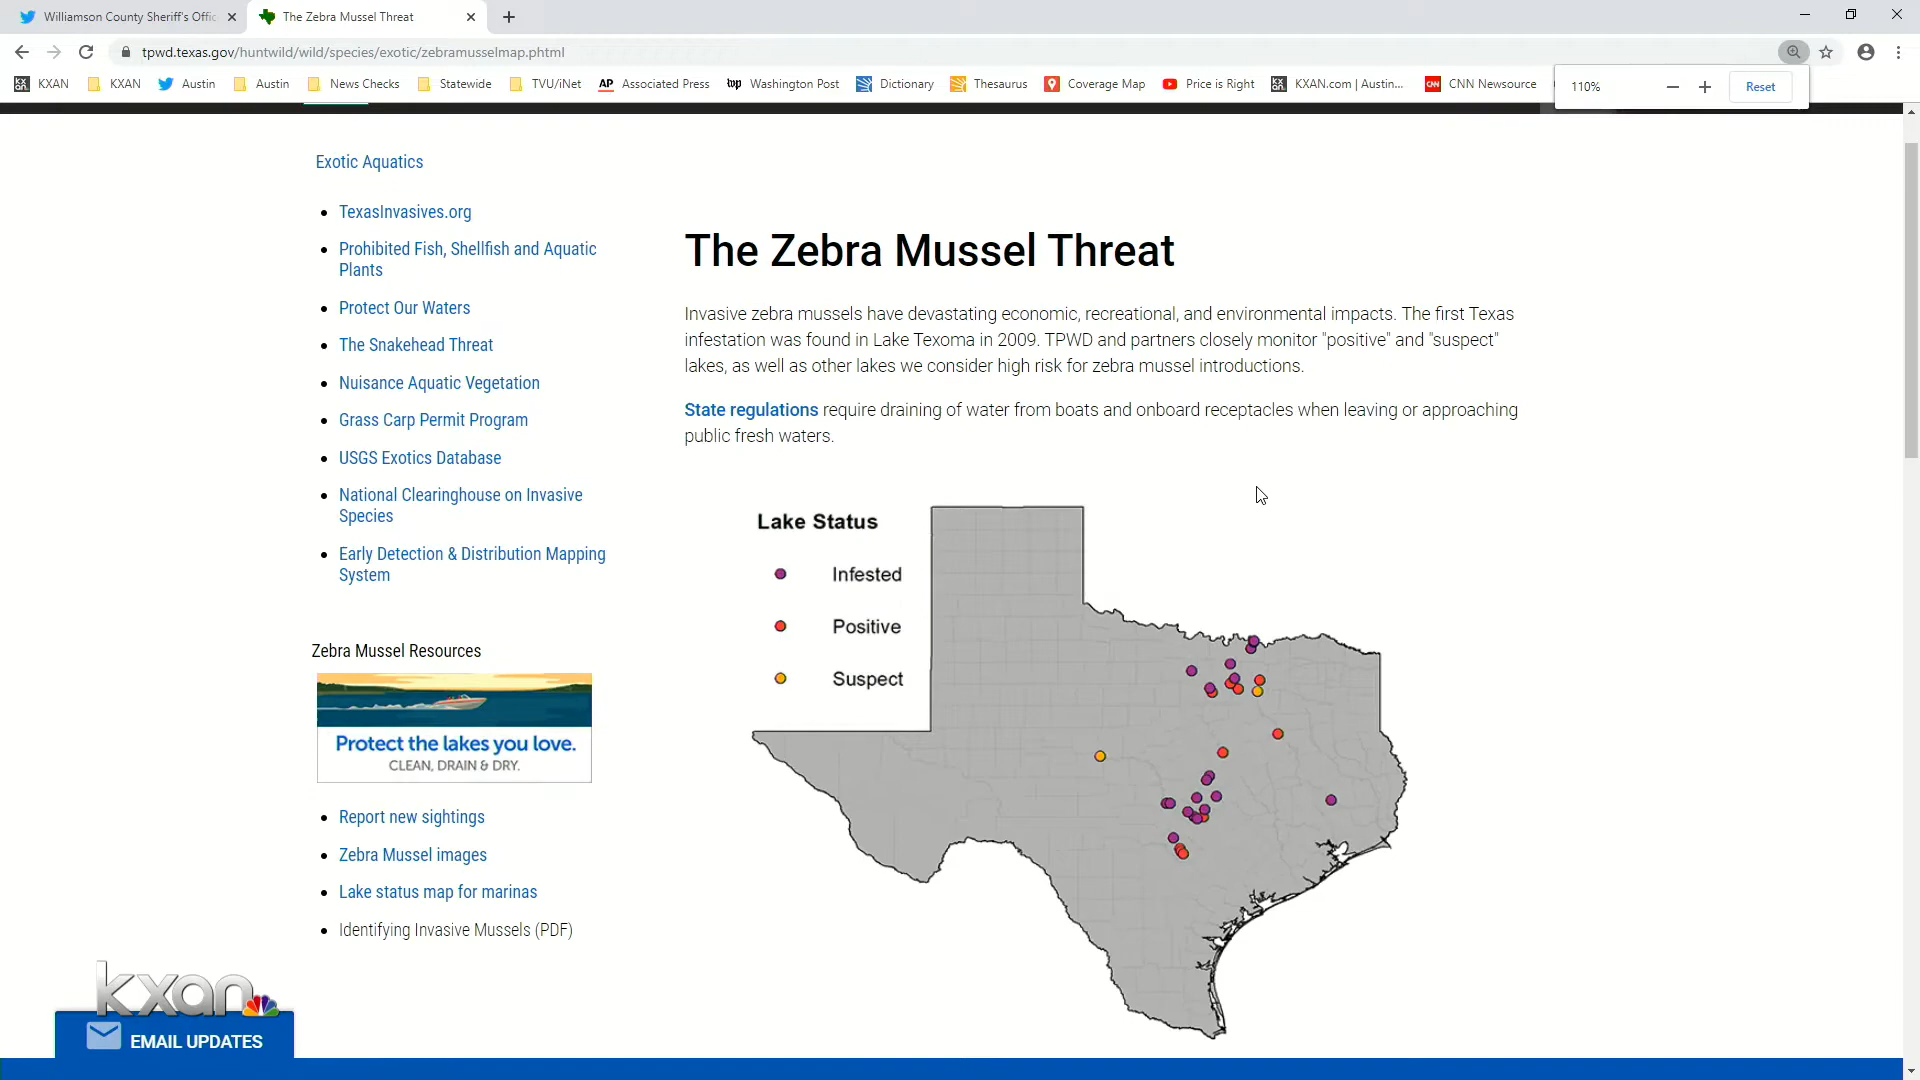 Williamson County Sheriff's Offic
The Zebra Mussel Threat
tpwd.texas.gov/huntwild/wild/species/exotic/zebramusselmap.phtml
KXAN
KXAN
Austin
Austin
News Checks
Statewide
TVU/iNet
AP Associated Press
wp Washington Post
Dictionary
Thesaurus
Coverage Map
Price is Right
KXAN.com | Austin...
CNN Newsource
110%
Reset
Exotic Aquatics
TexasInvasives.org
Prohibited Fish, Shellfish and Aquatic
Plants
Protect Our Waters
The Snakehead Threat
Nuisance Aquatic Vegetation
Grass Carp Permit Program
USGS Exotics Database
National Clearinghouse on Invasive
Species
Early Detection & Distribution Mapping
System
Zebra Mussel Resources
Protect the lakes you love.
CLEAN, DRAIN & DRY.
Report new sightings
Zebra Mussel images
Lake status map for marinas
Identifying Invasive Mussels (PDF)
The Zebra Mussel Threat
Invasive zebra mussels have devastating economic, recreational, and environmental impacts. The first Texas
infestation was found in Lake Texoma in 2009. TPWD and partners closely monitor "positive" and "suspect"
lakes, as well as other lakes we consider high risk for zebra mussel introductions.
State regulations require draining of water from boats and onboard receptacles when leaving or approaching
public fresh waters.
Lake Status
Infested
Positive
Suspect
kxan
EMAIL UPDATES